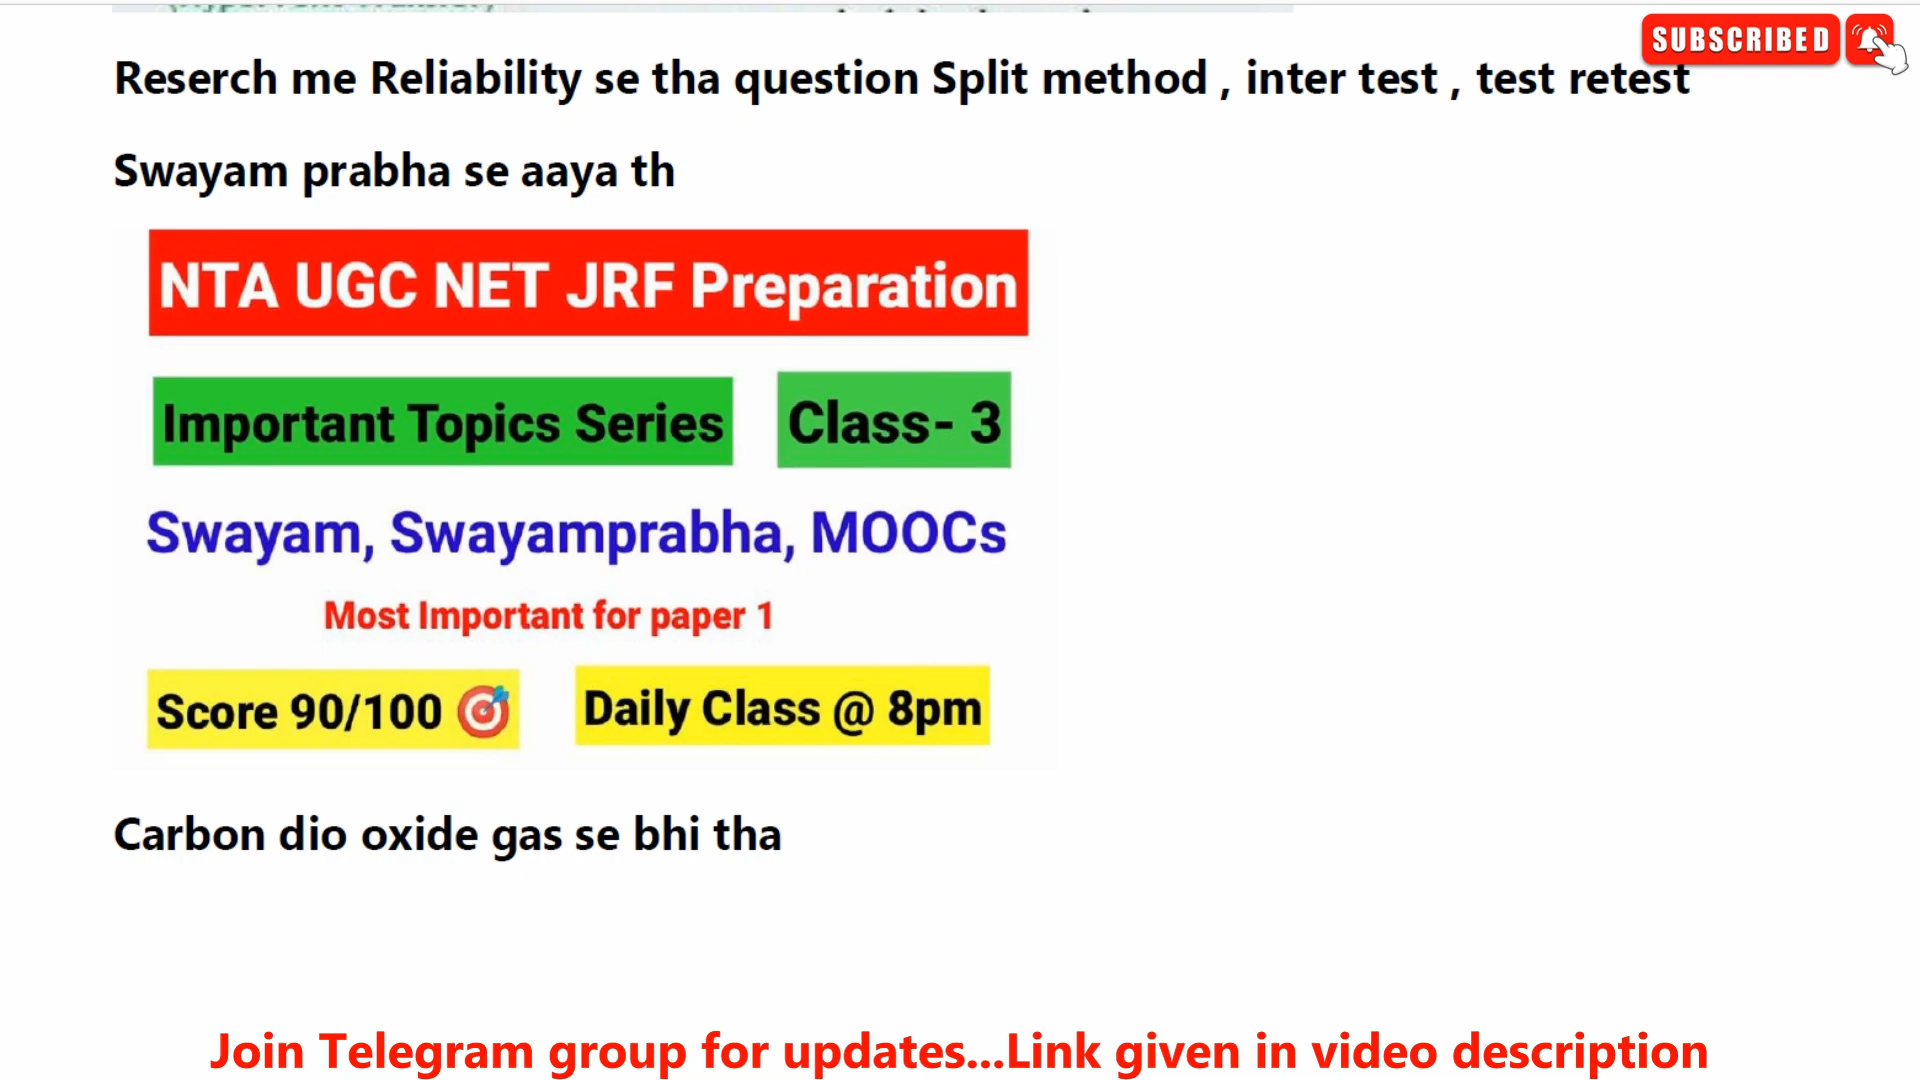 SUBSCRIBED
Reserch me Reliability se tha question Split method , inter test , test retest
Swayam prabha se aaya th
NTA UGC NET JRF Preparation
Important Topics Series Class- 3
Swayam, Swayamprabha, MOOCs
Most Important for paper 1
Score 90/100 Daily Class @ 8pm
Carbon dio oxide gas se bhi tha
Join Telegram group for updates...Link given in video description